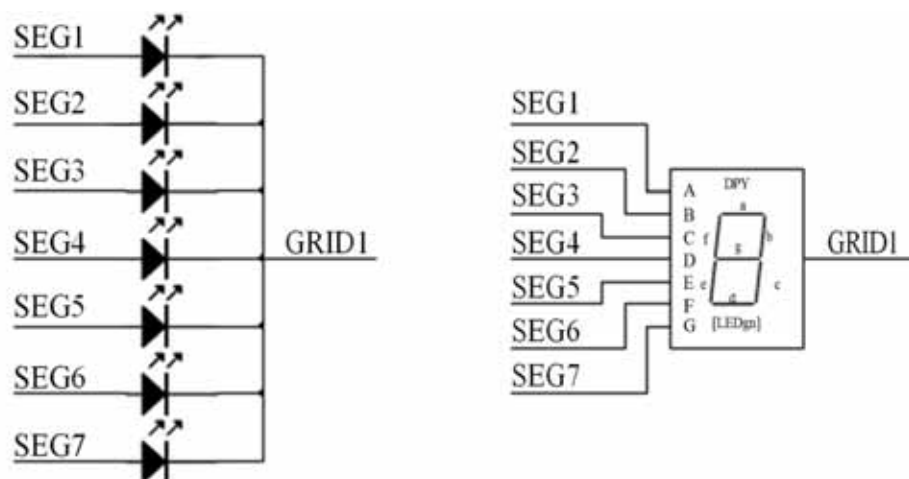 SEG1
SEG2
SEG3
SEG4
SEG5
SEG6
SEG7
GRID1
SEG1
SEG2
SEG3
SEG4
SEG5
SEG6
SEG7
A
B
C
D
E
F
G
DPY
a
f
b
g
e
d
c
[LEDgn]
GRID1